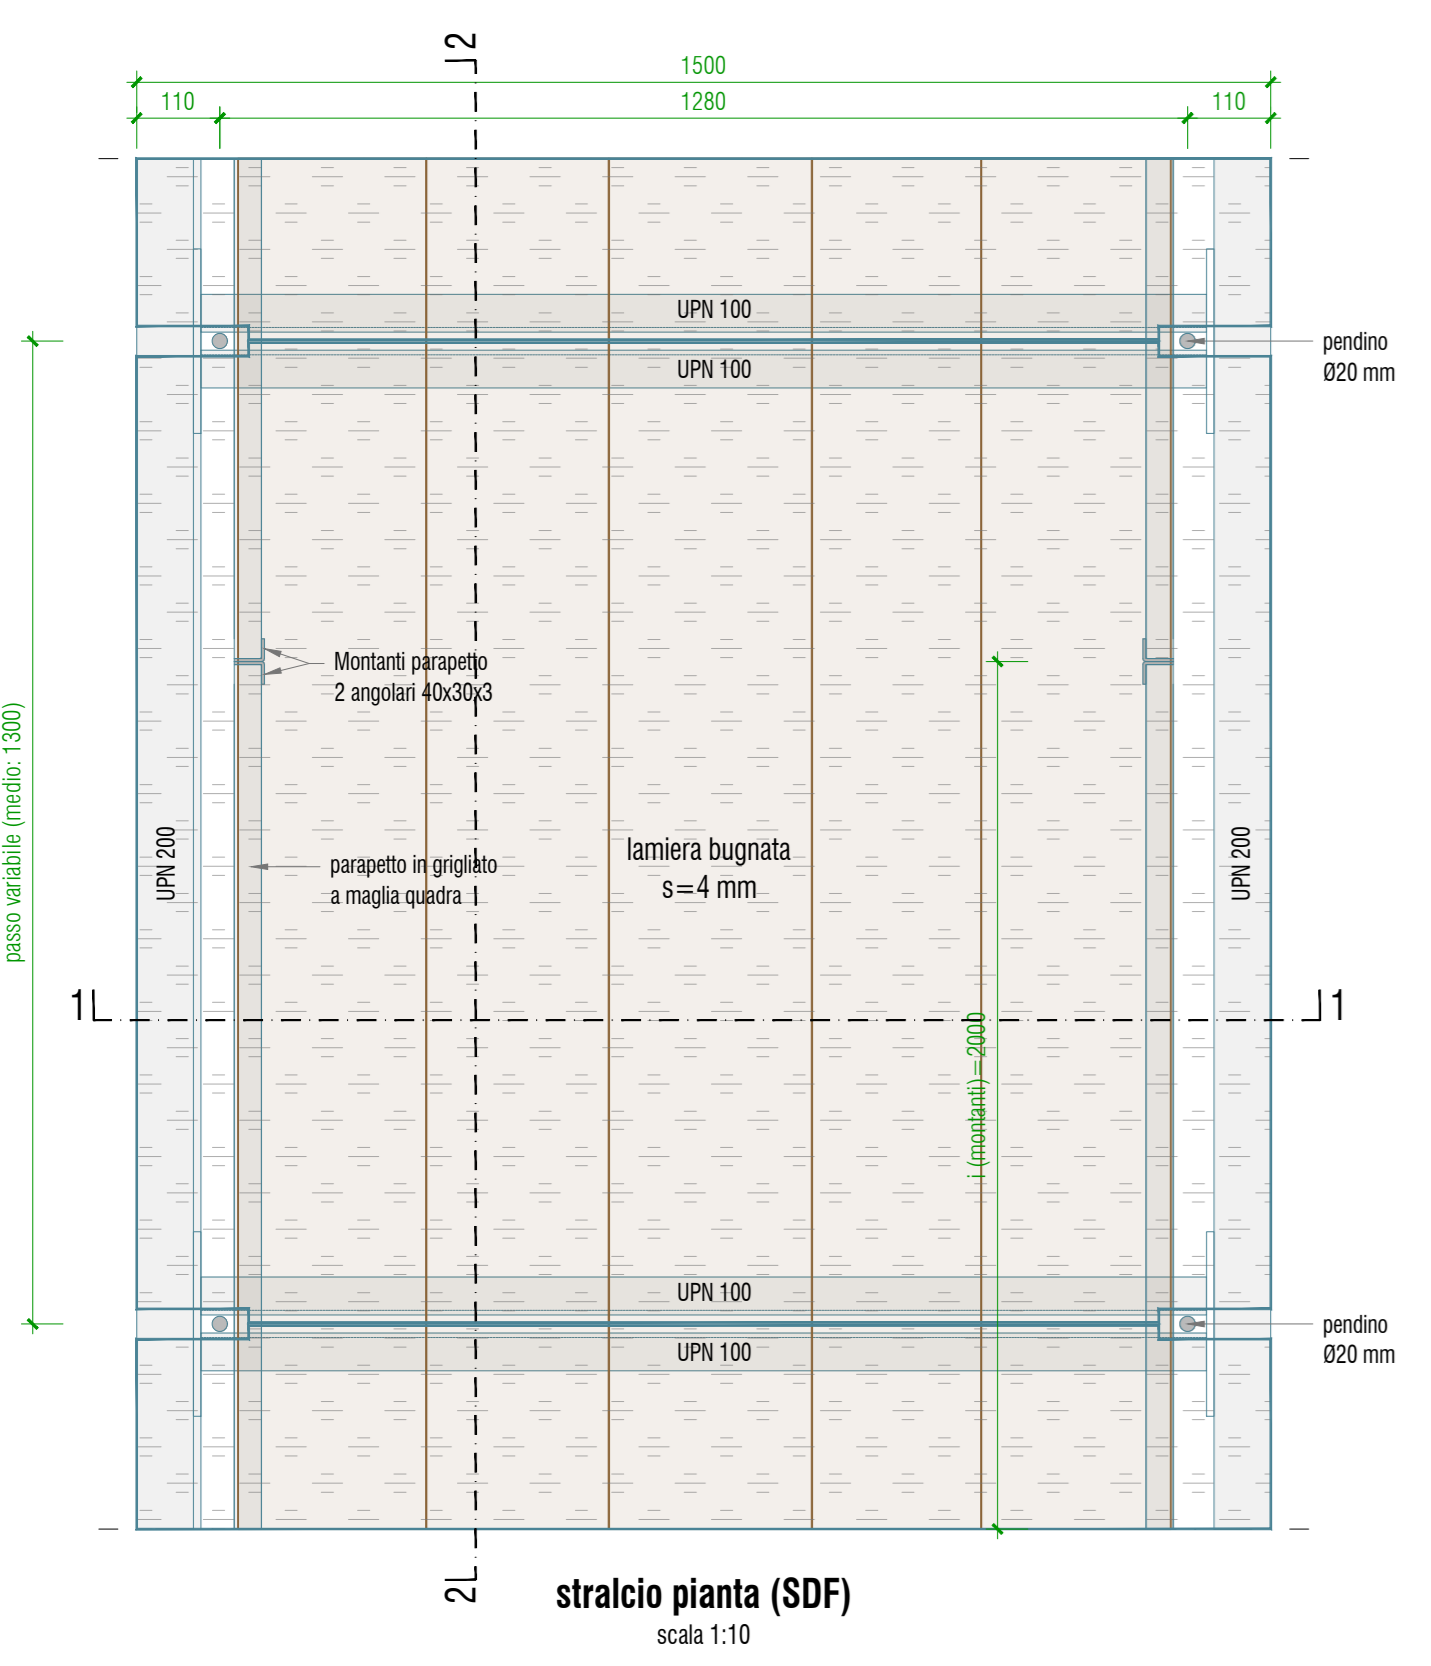 2
1500
110
1280
110
UPN 100
UPN 100
pendino
Ø20 mm
Montanti parapetto
2 angolari 40x30x3
passo variabile (medio: 1300)
UPN 200
parapetto in grigliato
a maglia quadra
lamiera bugnata
s=4 mm
UPN 200
1
1
i (montanti)=2000
UPN 100
UPN 100
pendino
Ø20 mm
2
stralcio pianta (SDF)
scala 1:10